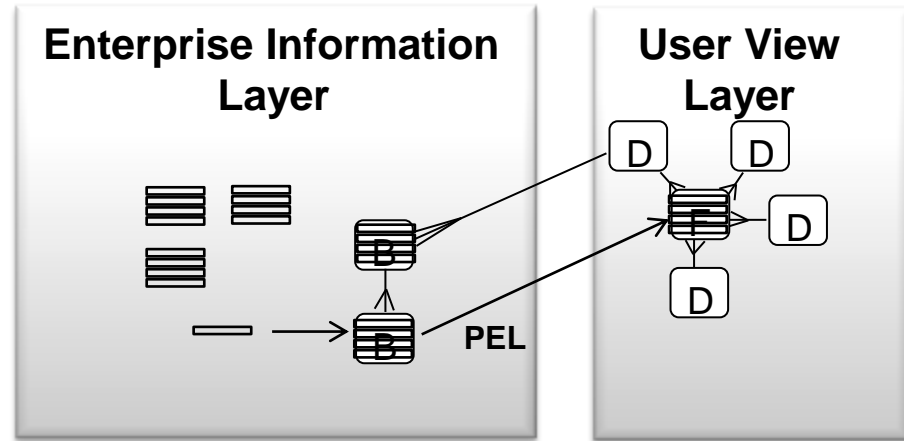 Enterprise Information
Layer
User View
Layer
D
D
F
D
D
B
B
PEL